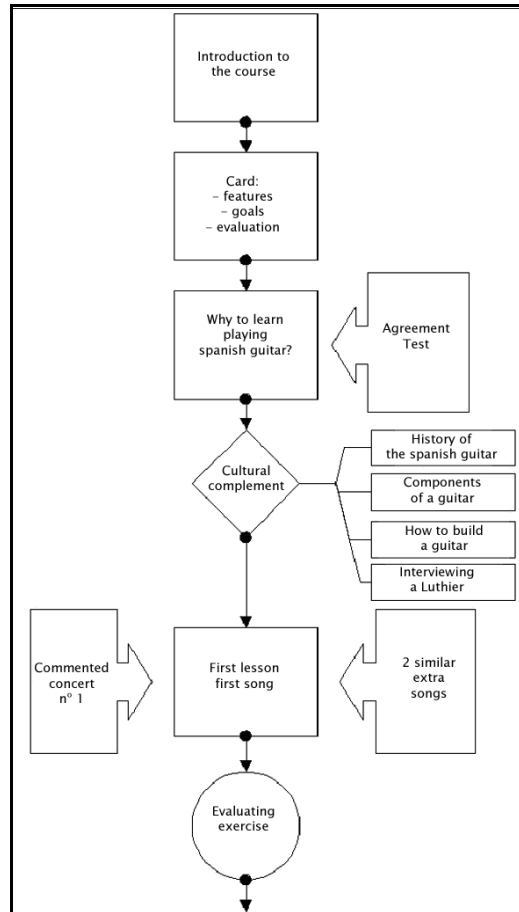 Introduction to
the course
Card:
– features
– goals
– evaluation
Why to learn
playing
spanish guitar?
Agreement
Test
Cultural
complement
History of
the spanish guitar
Components
of a guitar
How to build
a guitar
Interviewing
a Luthier
Commented
concert
nº 1
First lesson
first song
2 similar
extra
songs
Evaluating
exercise